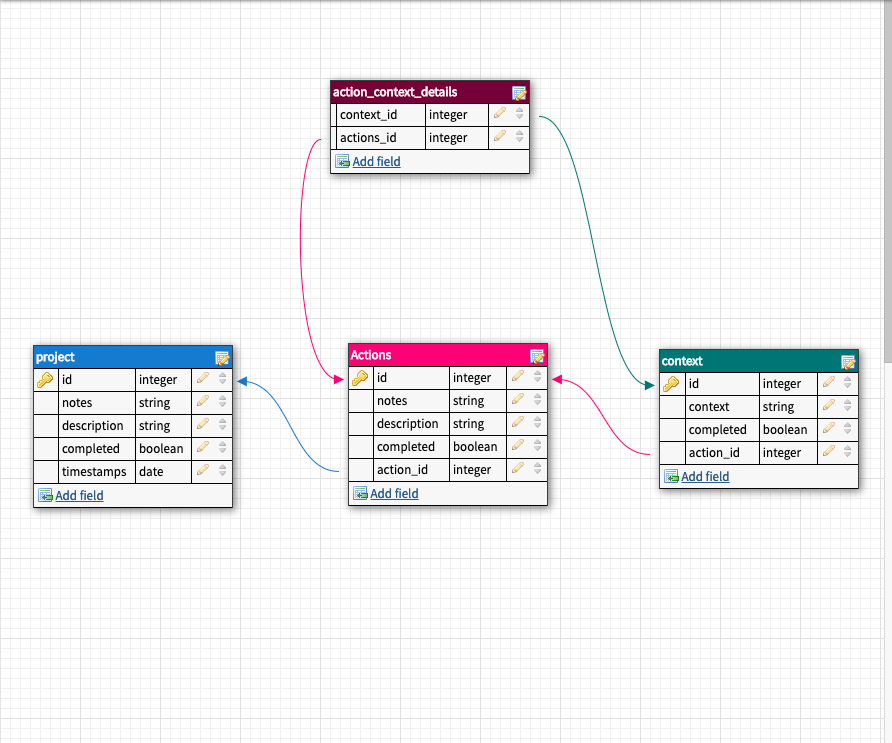 action_context_details
context_id integer
actions_id integer
Add field
project
id integer
notes string
description string
completed boolean
timestamps date
Add field
Actions
id integer
notes string
description string
completed boolean
action_id integer
Add field
context
id integer
context string
completed boolean
action_id integer
Add field